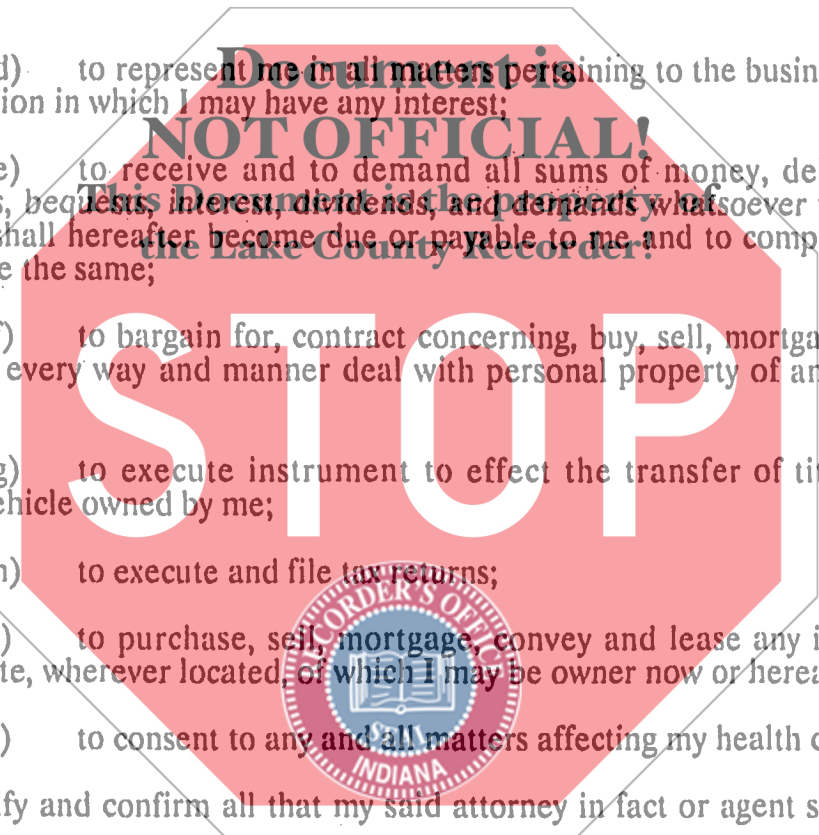 Document is
NOT OFFICIAL!
This Document is the property of
the Lake County Recorder!
STOP
RECORDER'S OFFICE
SEAL
INDIANA
d) to represent me in all matters pertaining to the busin
ion in which I may have any interest;
e) to receive and to demand all sums of money, de
s, bequests, interest, dividends, and demands whatsoever
shall hereafter become due or payable to me and to comp
e the same;
f) to bargain for, contract concerning, buy, sell, mortga
every way and manner deal with personal property of an
g) to execute instrument to effect the transfer of tit
ehicle owned by me;
h) to execute and file tax returns;
) to purchase, sell, mortgage, convey and lease any i
te, wherever located, of which I may be owner now or herea
) to consent to any and all matters affecting my health c
fy and confirm all that my said attorney in fact or agent s